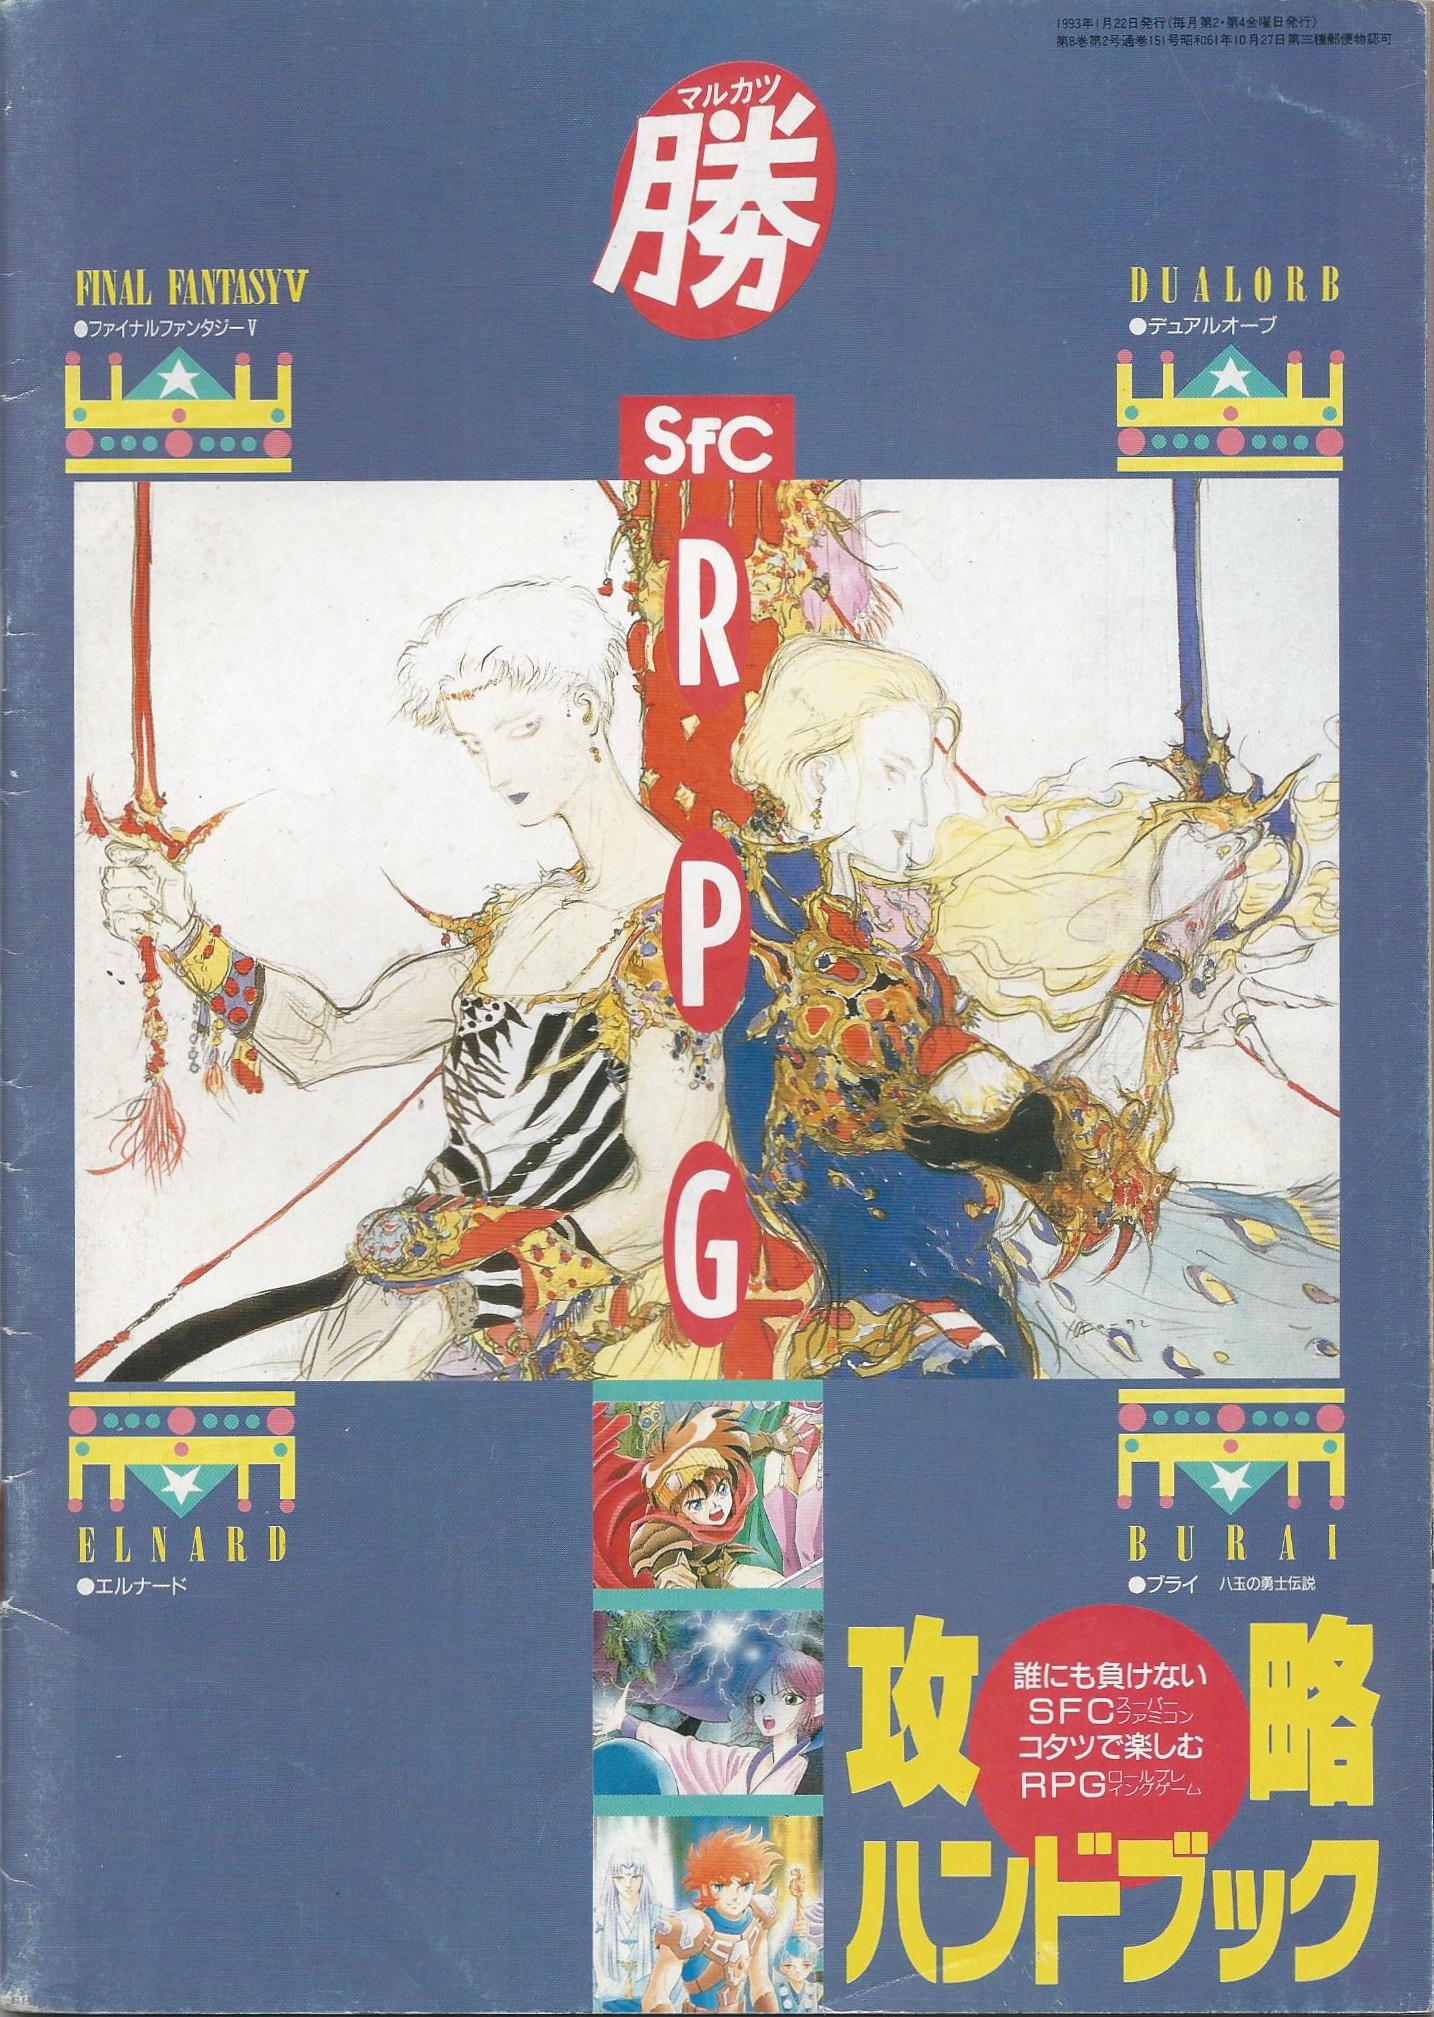 1993年1月22日発行(毎月第2・第4金曜日発行)
第8巻第2号通巻151号昭和61年10月27日第三種郵便物認可
マルカツ
勝
FINAL FANTASY V
●ファイナルファンタジーV
DUAL ORB
●デュアルオーブ
SfC
R
P
G
YAGA-92
ELNARD
●エルナード
BURAI
●ブライ 八玉の勇士伝説
攻略
誰にも負けない
SFCスーパーファミコン
コタツで楽しむ
RPGロールプレイングゲーム
ハンドブック